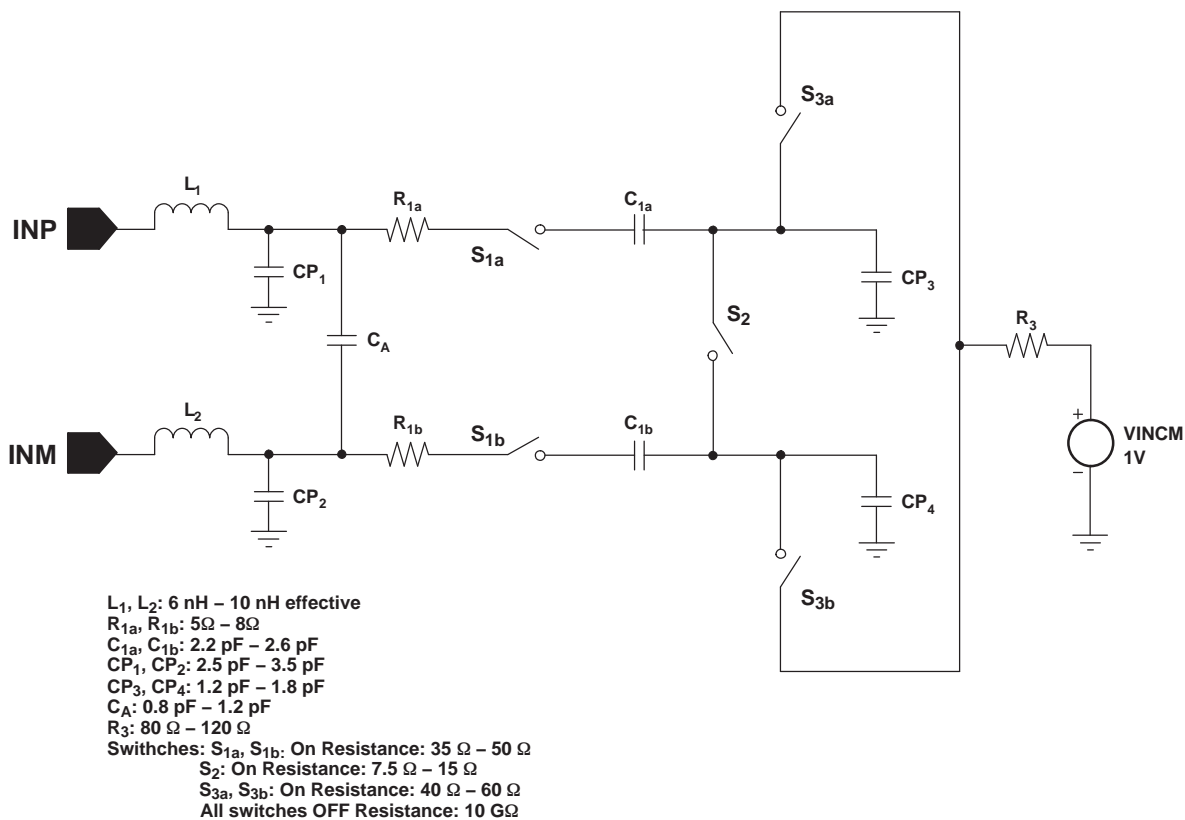 S3a
L1
R1a
C1a
INP
S1a
CP1
CP3
S2
R3
CA
L2
R1b
S1b
C1b
+
VINCM
1V
–
INM
CP2
CP4
S3b
L1, L2: 6 nH – 10 nH effective
R1a, R1b: 5Ω – 8Ω
C1a, C1b: 2.2 pF – 2.6 pF
CP1, CP2: 2.5 pF – 3.5 pF
CP3, CP4: 1.2 pF – 1.8 pF
CA: 0.8 pF – 1.2 pF
R3: 80 Ω – 120 Ω
Swithches: S1a, S1b: On Resistance: 35 Ω – 50 Ω
S2: On Resistance: 7.5 Ω – 15 Ω
S3a, S3b: On Resistance: 40 Ω – 60 Ω
All switches OFF Resistance: 10 GΩ